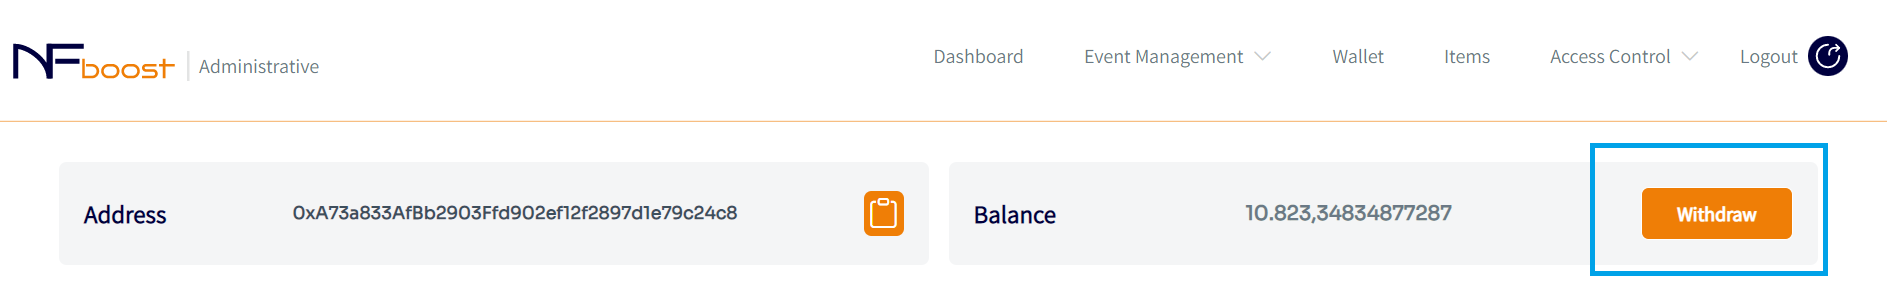 NFboost Administrative Dashboard Event Management Wallet Items Access Control Logout
Address 0xA73a833AfBb2903Ffd902ef12f2897d1e79c24c8 Balance 10.823,34834877287 Withdraw